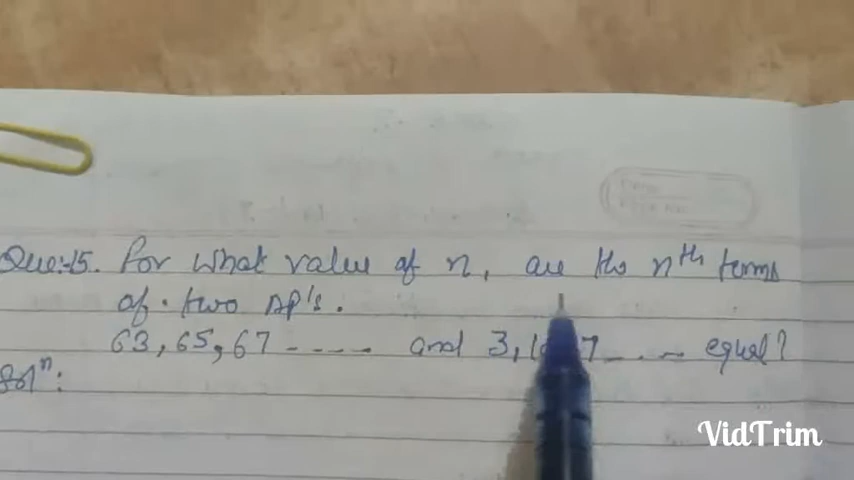 Que:-15. For what value of n, are the nth terms
of two AP's.
63, 65, 67 ---- and 3, 7 --- equal?
Solⁿ:
VidTrim